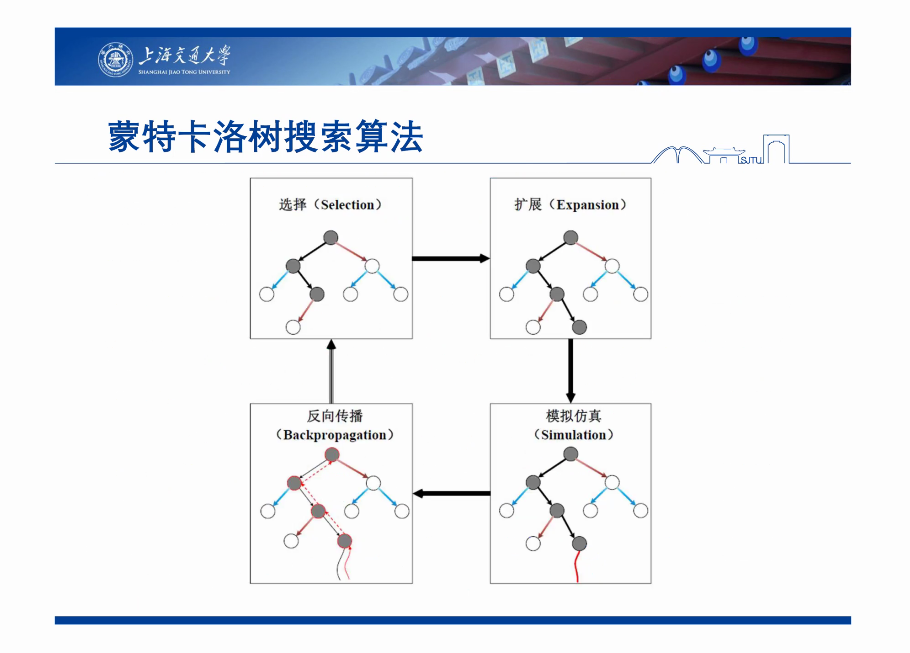 上海交通大学
SHANGHAI JIAO TONG UNIVERSITY
蒙特卡洛树搜索算法
SJTU
选择（Selection）
扩展（Expansion）
反向传播
（Backpropagation）
模拟仿真
（Simulation）